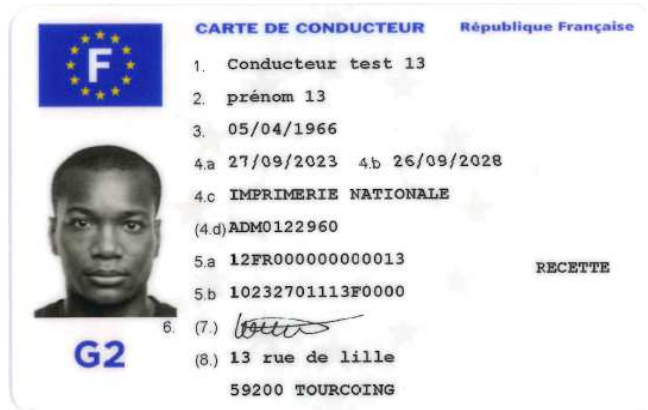 CARTE DE CONDUCTEUR République Française
F
1. Conducteur test 13
2. prénom 13
3. 05/04/1966
4.a 27/09/2023 4.b 26/09/2028
4.c IMPRIMERIE NATIONALE
(4.d) ADM0122960
5.a 12FR000000000013
RECETTE
5.b 10232701113F0000
6. (7.)
G2
(8.) 13 rue de lille
59200 TOURCOING